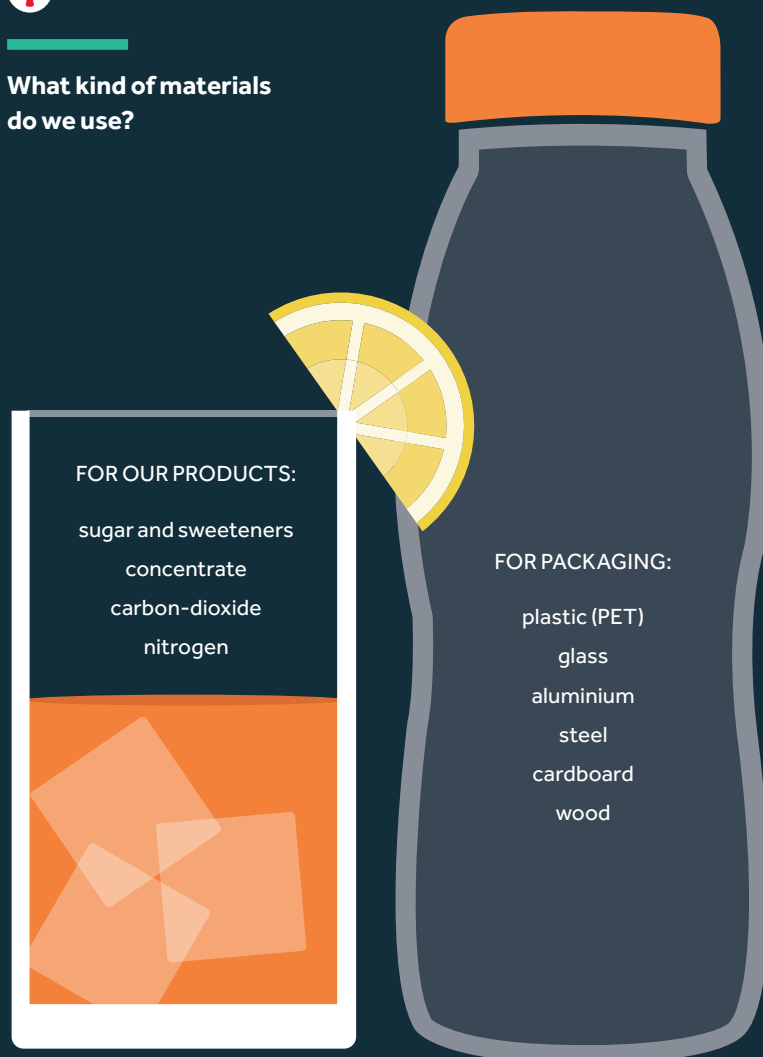 What kind of materials
do we use?
FOR OUR PRODUCTS:
sugar and sweeteners
concentrate
carbon-dioxide
nitrogen
FOR PACKAGING:
plastic (PET)
glass
aluminium
steel
cardboard
wood